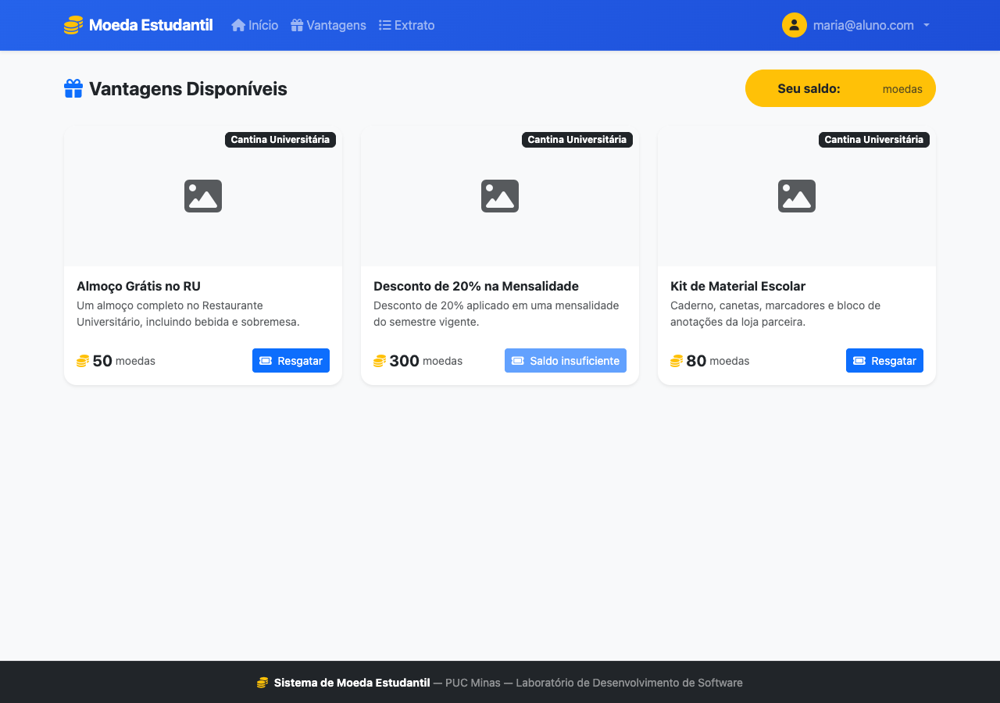 Moeda Estudantil Início Vantagens Extrato maria@aluno.com
Vantagens Disponíveis
Seu saldo: moedas
Cantina Universitária
Cantina Universitária
Cantina Universitária
Almoço Grátis no RU
Um almoço completo no Restaurante
Universitário, incluindo bebida e sobremesa.
50 moedas Resgatar
Desconto de 20% na Mensalidade
Desconto de 20% aplicado em uma mensalidade
do semestre vigente.
300 moedas Saldo insuficiente
Kit de Material Escolar
Caderno, canetas, marcadores e bloco de
anotações da loja parceira.
80 moedas Resgatar
Sistema de Moeda Estudantil — PUC Minas — Laboratório de Desenvolvimento de Software